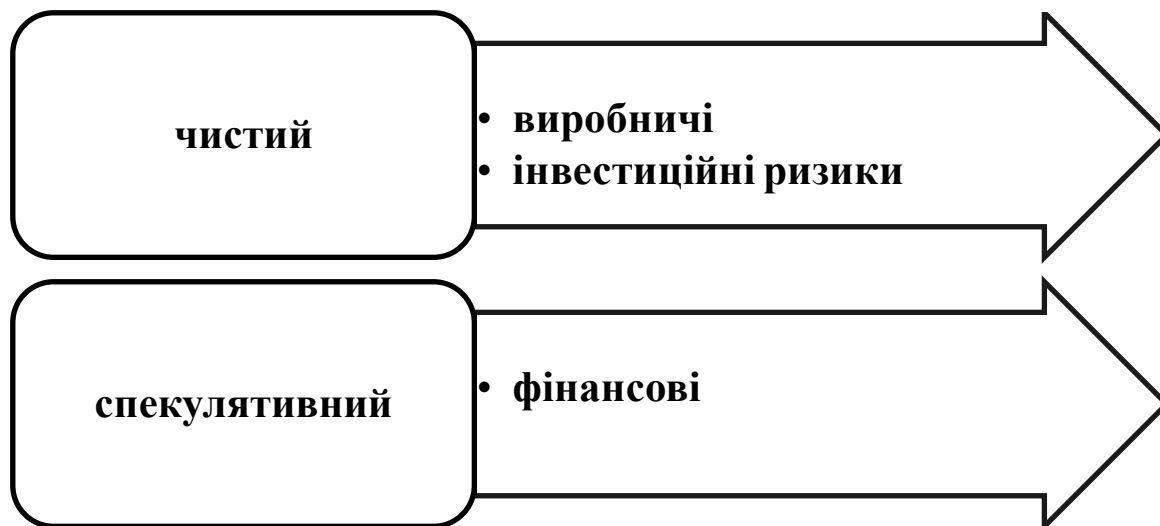 чистий
• виробничі
• інвестиційні ризики
спекулятивний
• фінансові